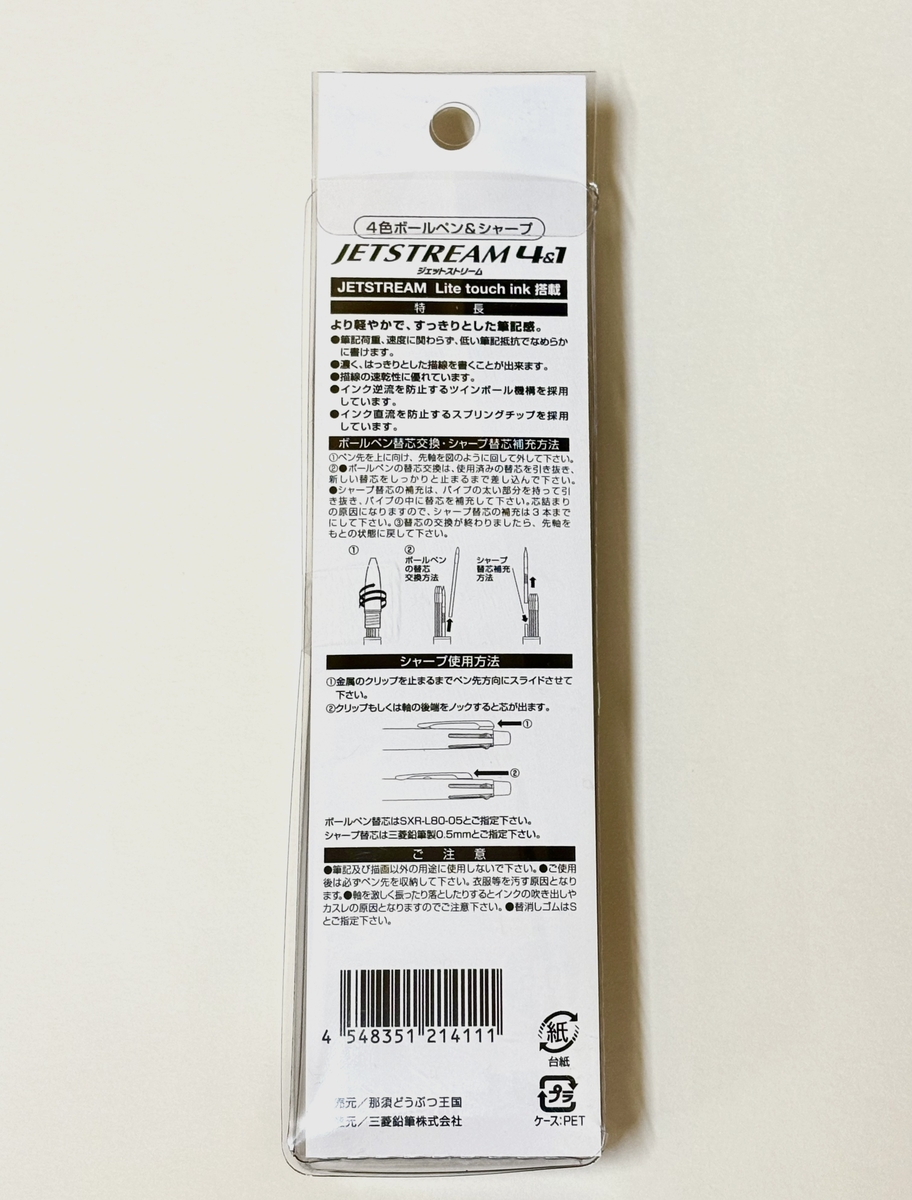 4色ボールペン&シャープ
JETSTREAM 4&1
ジェットストリーム
JETSTREAM Lite touch ink 搭載
特・長
より軽やかで、すっきりとした筆記感。
●筆記荷重、速度に関わらず、低い筆記抵抗でなめらか
に書けます。
●濃く、はっきりとした描線を書くことが出来ます。
●描線の速乾性に優れています。
●インク逆流を防止するツインボール機構を採用
しています。
●インク直流を防止するスプリングチップを採用
しています。
ボールペン替芯交換・シャープ替芯補充方法
①ペン先を上に向け、先軸を図のように回して外して下さい。
②●ボールペンの替芯交換は、使用済みの替芯を引き抜き、
新しい替芯をしっかりと止まるまで差し込んで下さい。
●シャープ替芯の補充は、パイプの太い部分を持って引
き抜き、パイプの中に替芯を補充して下さい。芯詰まり
の原因になりますので、シャープ替芯の補充は3本まで
にして下さい。③替芯の交換が終わりましたら、先軸を
もとの状態に戻して下さい。
①
②
ボールペン
の替芯
交換方法
シャープ
替芯補充
方法
シャープ使用方法
①金属のクリップを止まるまでペン先方向にスライドさせて
下さい。
②クリップもしくは軸の後端をノックすると芯が出ます。
①
②
ボールペン替芯はSXR-L80-05とご指定下さい。
シャープ替芯は三菱鉛筆製0.5mmとご指定下さい。
ご注意
●筆記及び描画以外の用途に使用しないで下さい。●ご使用
後は必ずペン先を収納して下さい。衣服等を汚す原因となり
ます。●軸を激しく振ったり落としたりするとインクの吹き出しや
カスレの原因となりますのでご注意下さい。●替消しゴムはS
とご指定下さい。
4 548351 214111
紙
台紙
プラ
ケース:PET
元/那須どうぶつ王国
元/三菱鉛筆株式会社